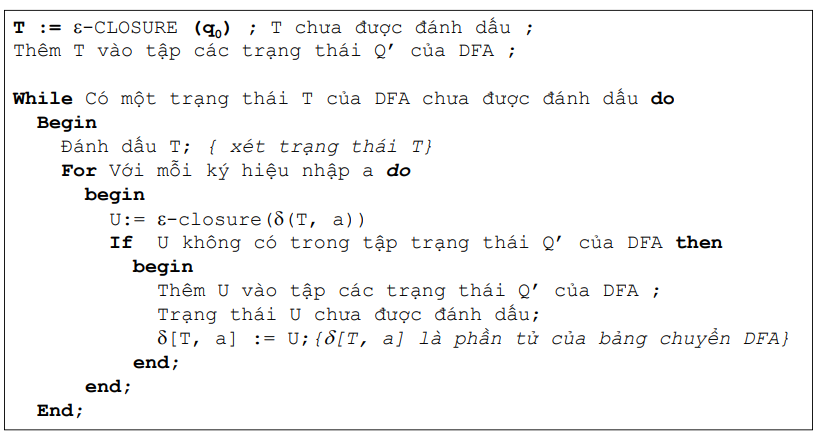 T := ε-CLOSURE (q₀) ; T chưa được đánh dấu ;
Thêm T vào tập các trạng thái Q’ của DFA ;
While Có một trạng thái T của DFA chưa được đánh dấu do
Begin
Đánh dấu T; { xét trạng thái T}
For Với mỗi ký hiệu nhập a do
begin
U:= ε-closure(δ(T, a))
If U không có trong tập trạng thái Q’ của DFA then
begin
Thêm U vào tập các trạng thái Q’ của DFA ;
Trạng thái U chưa được đánh dấu;
δ[T, a] := U;{δ[T, a] là phần tử của bảng chuyển DFA}
end;
end;
End;